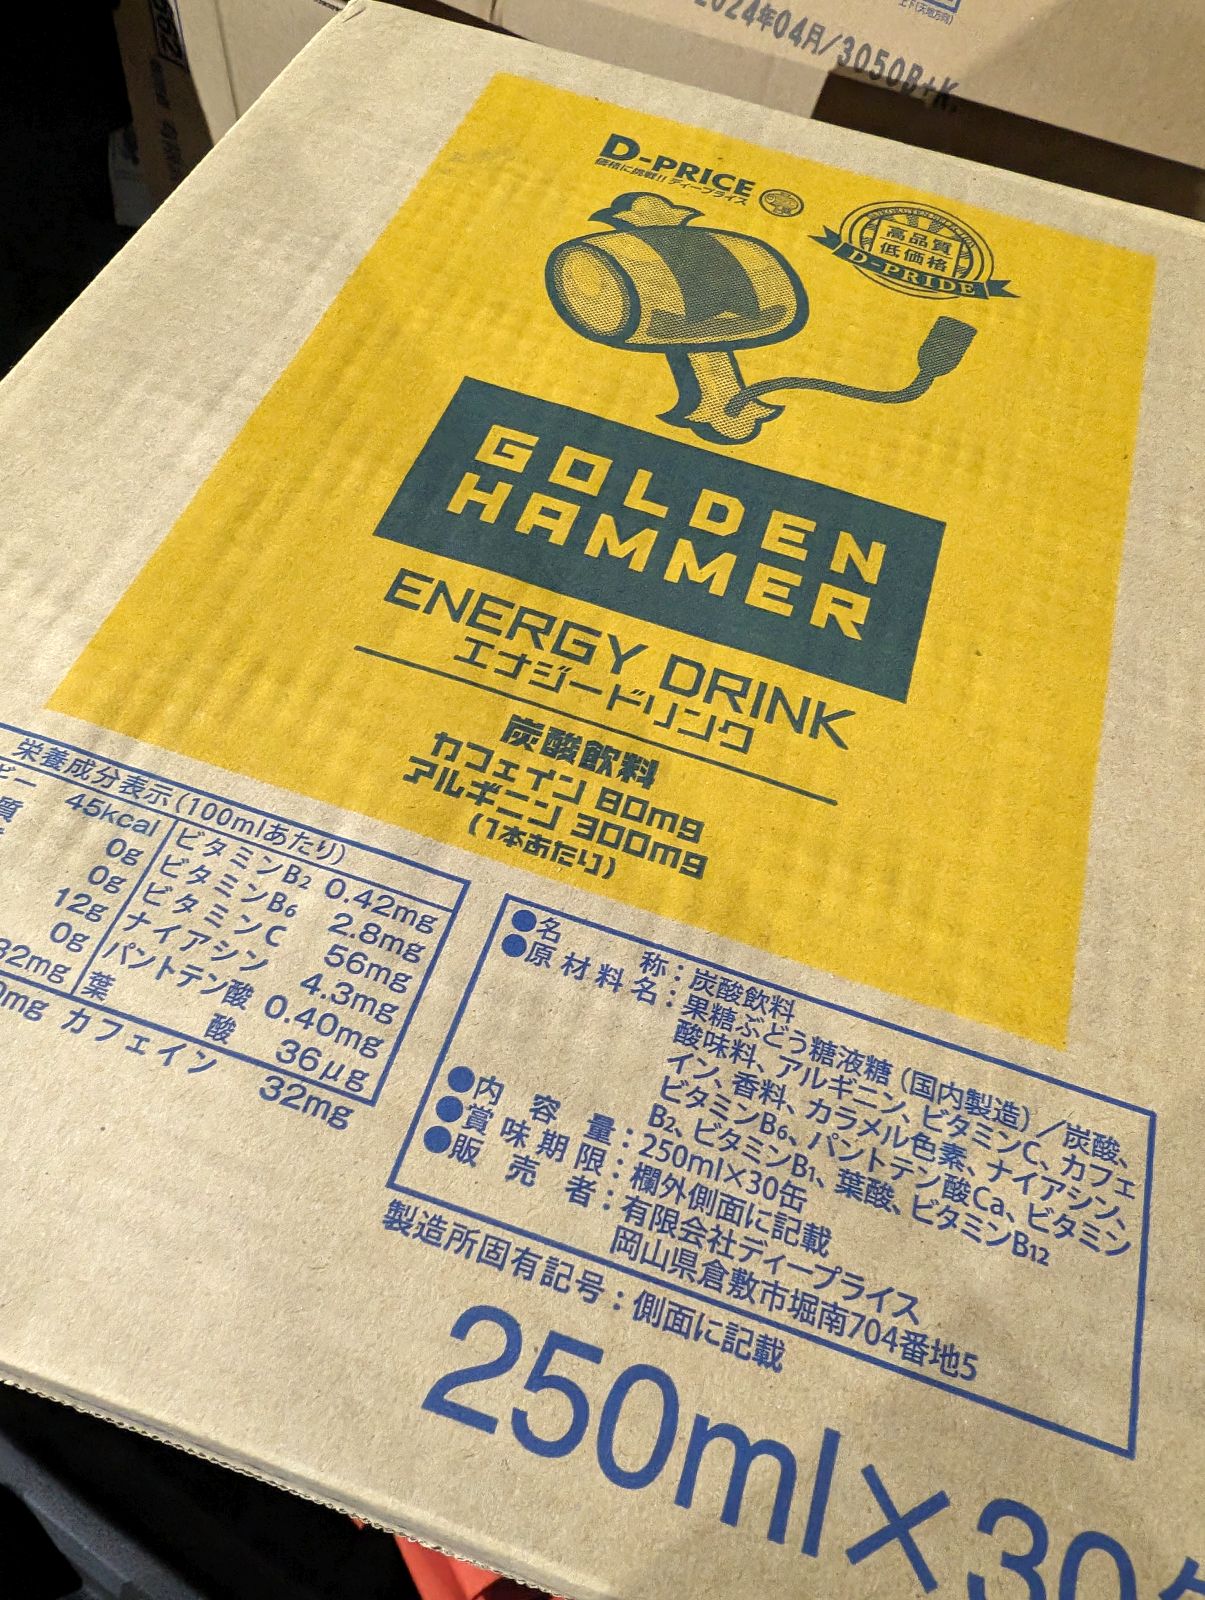 2024年04月/3050B+K.
D-PRICE
価格に挑戦!! ディープライス
高品質
低価格
D-PRIDE
GOLDEN
HAMMER
ENERGY DRINK
エナジードリンク
炭酸飲料
カフェイン 80mg
アルギニン 300mg
(1本あたり)
栄養成分表示(100mlあたり)
45kcal
0g
0g
12g
0g
ビタミンB2 0.42mg
ビタミンB6 2.8mg
ビタミンC 56mg
ナイアシン 4.3mg
パントテン酸 0.40mg
葉酸 36μg
カフェイン 32mg
●名称:炭酸飲料
●原材料名:果糖ぶどう糖液糖(国内製造)/炭酸、
酸味料、アルギニン、ビタミンC、カフェ
イン、香料、カラメル色素、ナイアシン、
ビタミンB6、パントテン酸Ca、ビタミン
B2、ビタミンB1、葉酸、ビタミンB12
●内容量:250ml×30缶
●賞味期限:欄外側面に記載
●販売者:有限会社ディープライス
岡山県倉敷市堀南704番地5
製造所固有記号:側面に記載
250ml×30缶